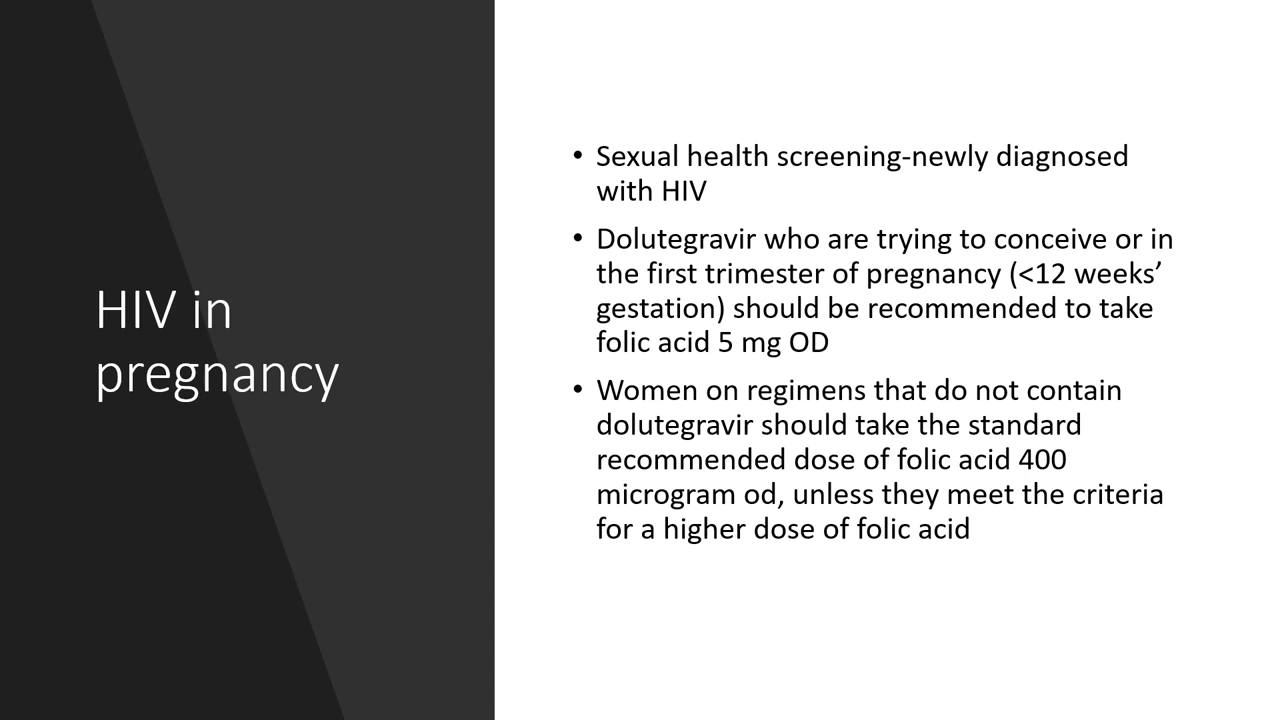 HIV in
pregnancy
• Sexual health screening-newly diagnosed
with HIV
• Dolutegravir who are trying to conceive or in
the first trimester of pregnancy (<12 weeks’
gestation) should be recommended to take
folic acid 5 mg OD
• Women on regimens that do not contain
dolutegravir should take the standard
recommended dose of folic acid 400
microgram od, unless they meet the criteria
for a higher dose of folic acid